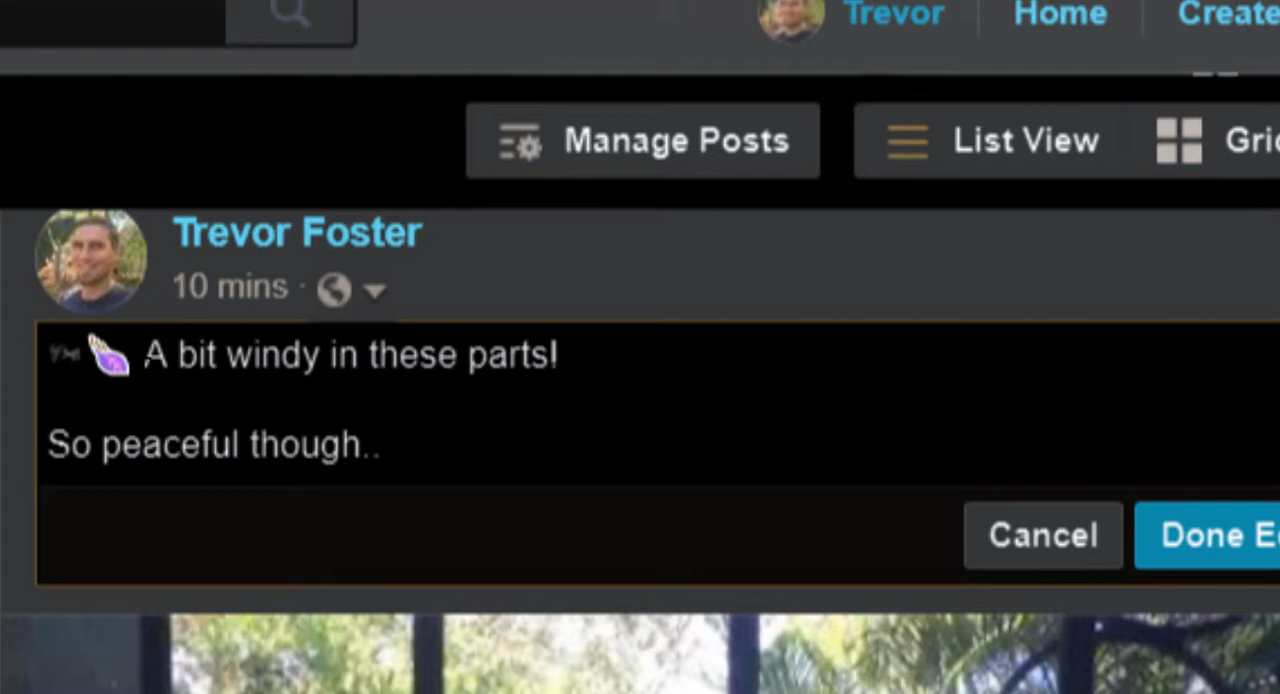 Trevor
Home
Create
Manage Posts
List View
Trevor Foster
10 mins ·
A bit windy in these parts!
So peaceful though..
Cancel
Done